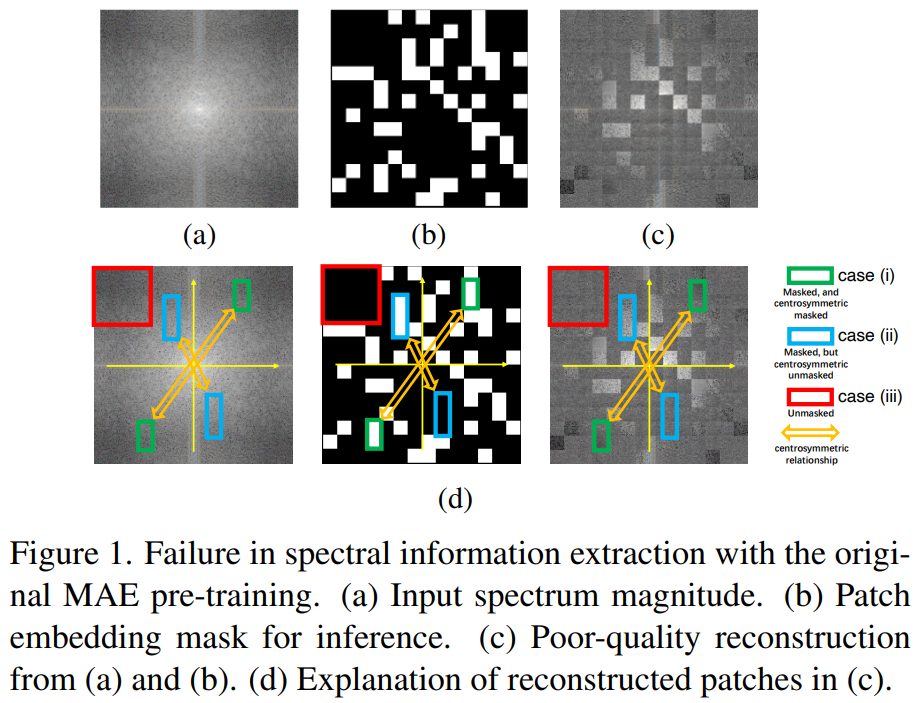 (a)
(b)
(c)
case (i)
Masked, and
centrosymmetric
masked
case (ii)
Masked, but
centrosymmetric
unmasked
case (iii)
Unmasked
centrosymmetric
relationship
(d)
Figure 1. Failure in spectral information extraction with the origi-
nal MAE pre-training. (a) Input spectrum magnitude. (b) Patch
embedding mask for inference. (c) Poor-quality reconstruction
from (a) and (b). (d) Explanation of reconstructed patches in (c).